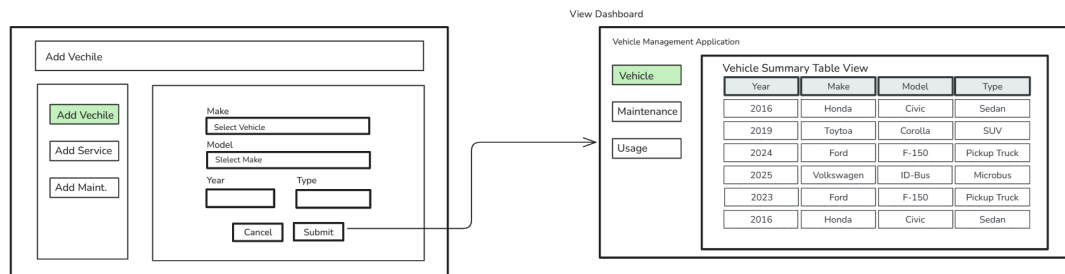 Add Vechile
Add Vechile
Add Service
Add Maint.
Make
Select Vehicle
Model
Slelect Make
Year Type
Cancel Submit
View Dashboard
Vehicle Management Application
Vehicle
Maintenance
Usage
Vehicle Summary Table View
Year Make Model Type
2016 Honda Civic Sedan
2019 Toytoa Corolla SUV
2024 Ford F-150 Pickup Truck
2025 Volkswagen ID-Bus Microbus
2023 Ford F-150 Pickup Truck
2016 Honda Civic Sedan